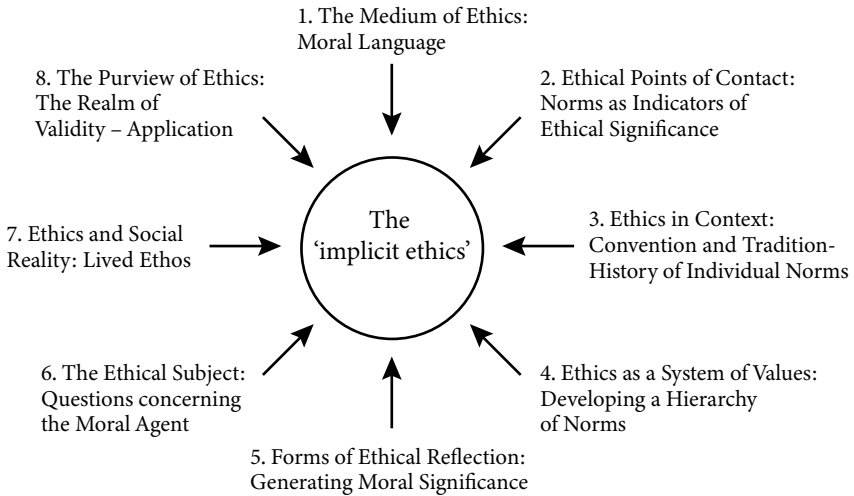 1. The Medium of Ethics:
Moral Language
2. Ethical Points of Contact:
Norms as Indicators of
Ethical Significance
3. Ethics in Context:
Convention and Tradition-
History of Individual Norms
4. Ethics as a System of Values:
Developing a Hierarchy
of Norms
5. Forms of Ethical Reflection:
Generating Moral Significance
6. The Ethical Subject:
Questions concerning
the Moral Agent
7. Ethics and Social
Reality: Lived Ethos
8. The Purview of Ethics:
The Realm of
Validity – Application
The
‘implicit ethics’